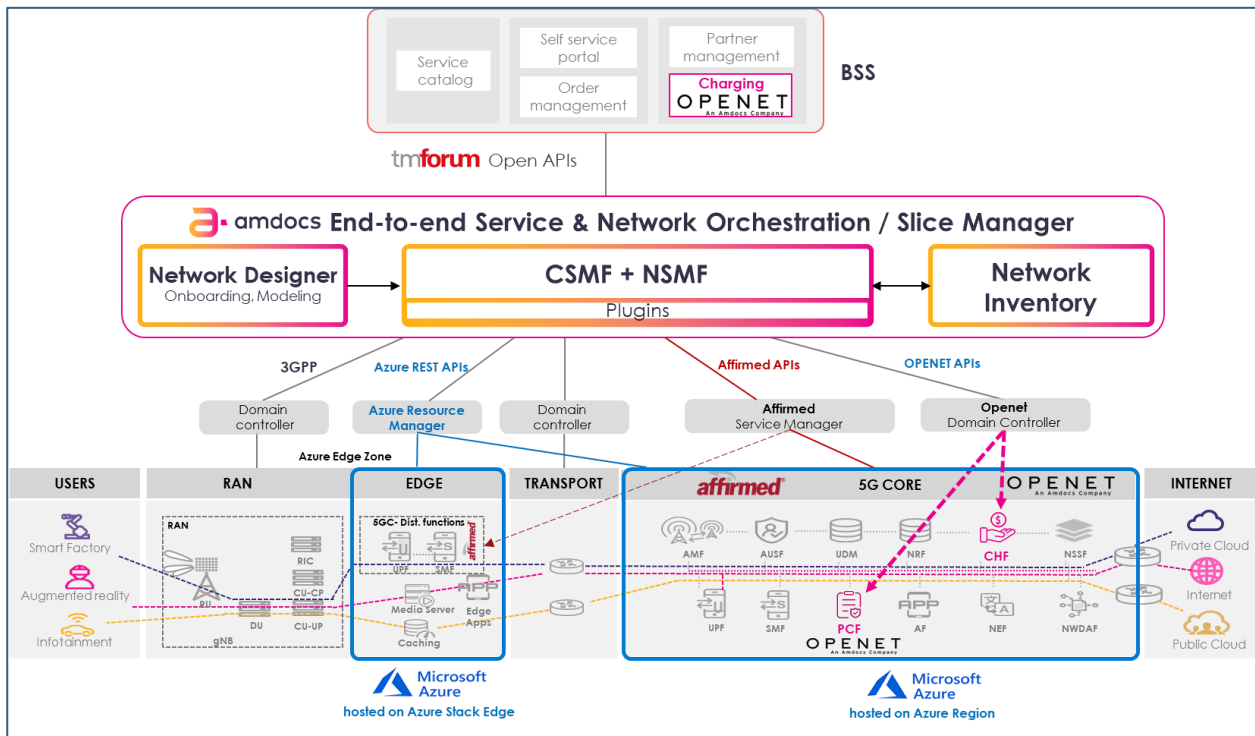 Service
catalog
Self service
portal
Order
management
Partner
management
Charging
OPENET
An Amdocs Company
BSS
tmforum Open APIs
amdocs End-to-end Service & Network Orchestration / Slice Manager
Network Designer
Onboarding, Modeling
CSMF + NSMF
Plugins
Network
Inventory
3GPP
Azure REST APIs
Affirmed APIs
OPENET APIs
Domain
controller
Azure Resource
Manager
Domain
controller
Affirmed
Service Manager
Openet
Domain Controller
Azure Edge Zone
USERS
RAN
EDGE
TRANSPORT
affirmed®
5G CORE
OPENET
An Amdocs Company
INTERNET
Smart Factory
Augmented reality
Infotainment
RAN
RIC
RU
CU-CP
DU
CU-UP
gNB
5GC- Dist. functions
U
S
UPF
SMF
affirmed
Media Server
APP
Edge
Apps
Caching
AMF
AUSF
UDM
NRF
$
CHF
NSSF
U
S
APP
A
UPF
SMF
PCF
AF
NEF
NWDAF
OPENET
An Amdocs Company
Private Cloud
Internet
Public Cloud
Microsoft
Azure
hosted on Azure Stack Edge
Microsoft
Azure
hosted on Azure Region